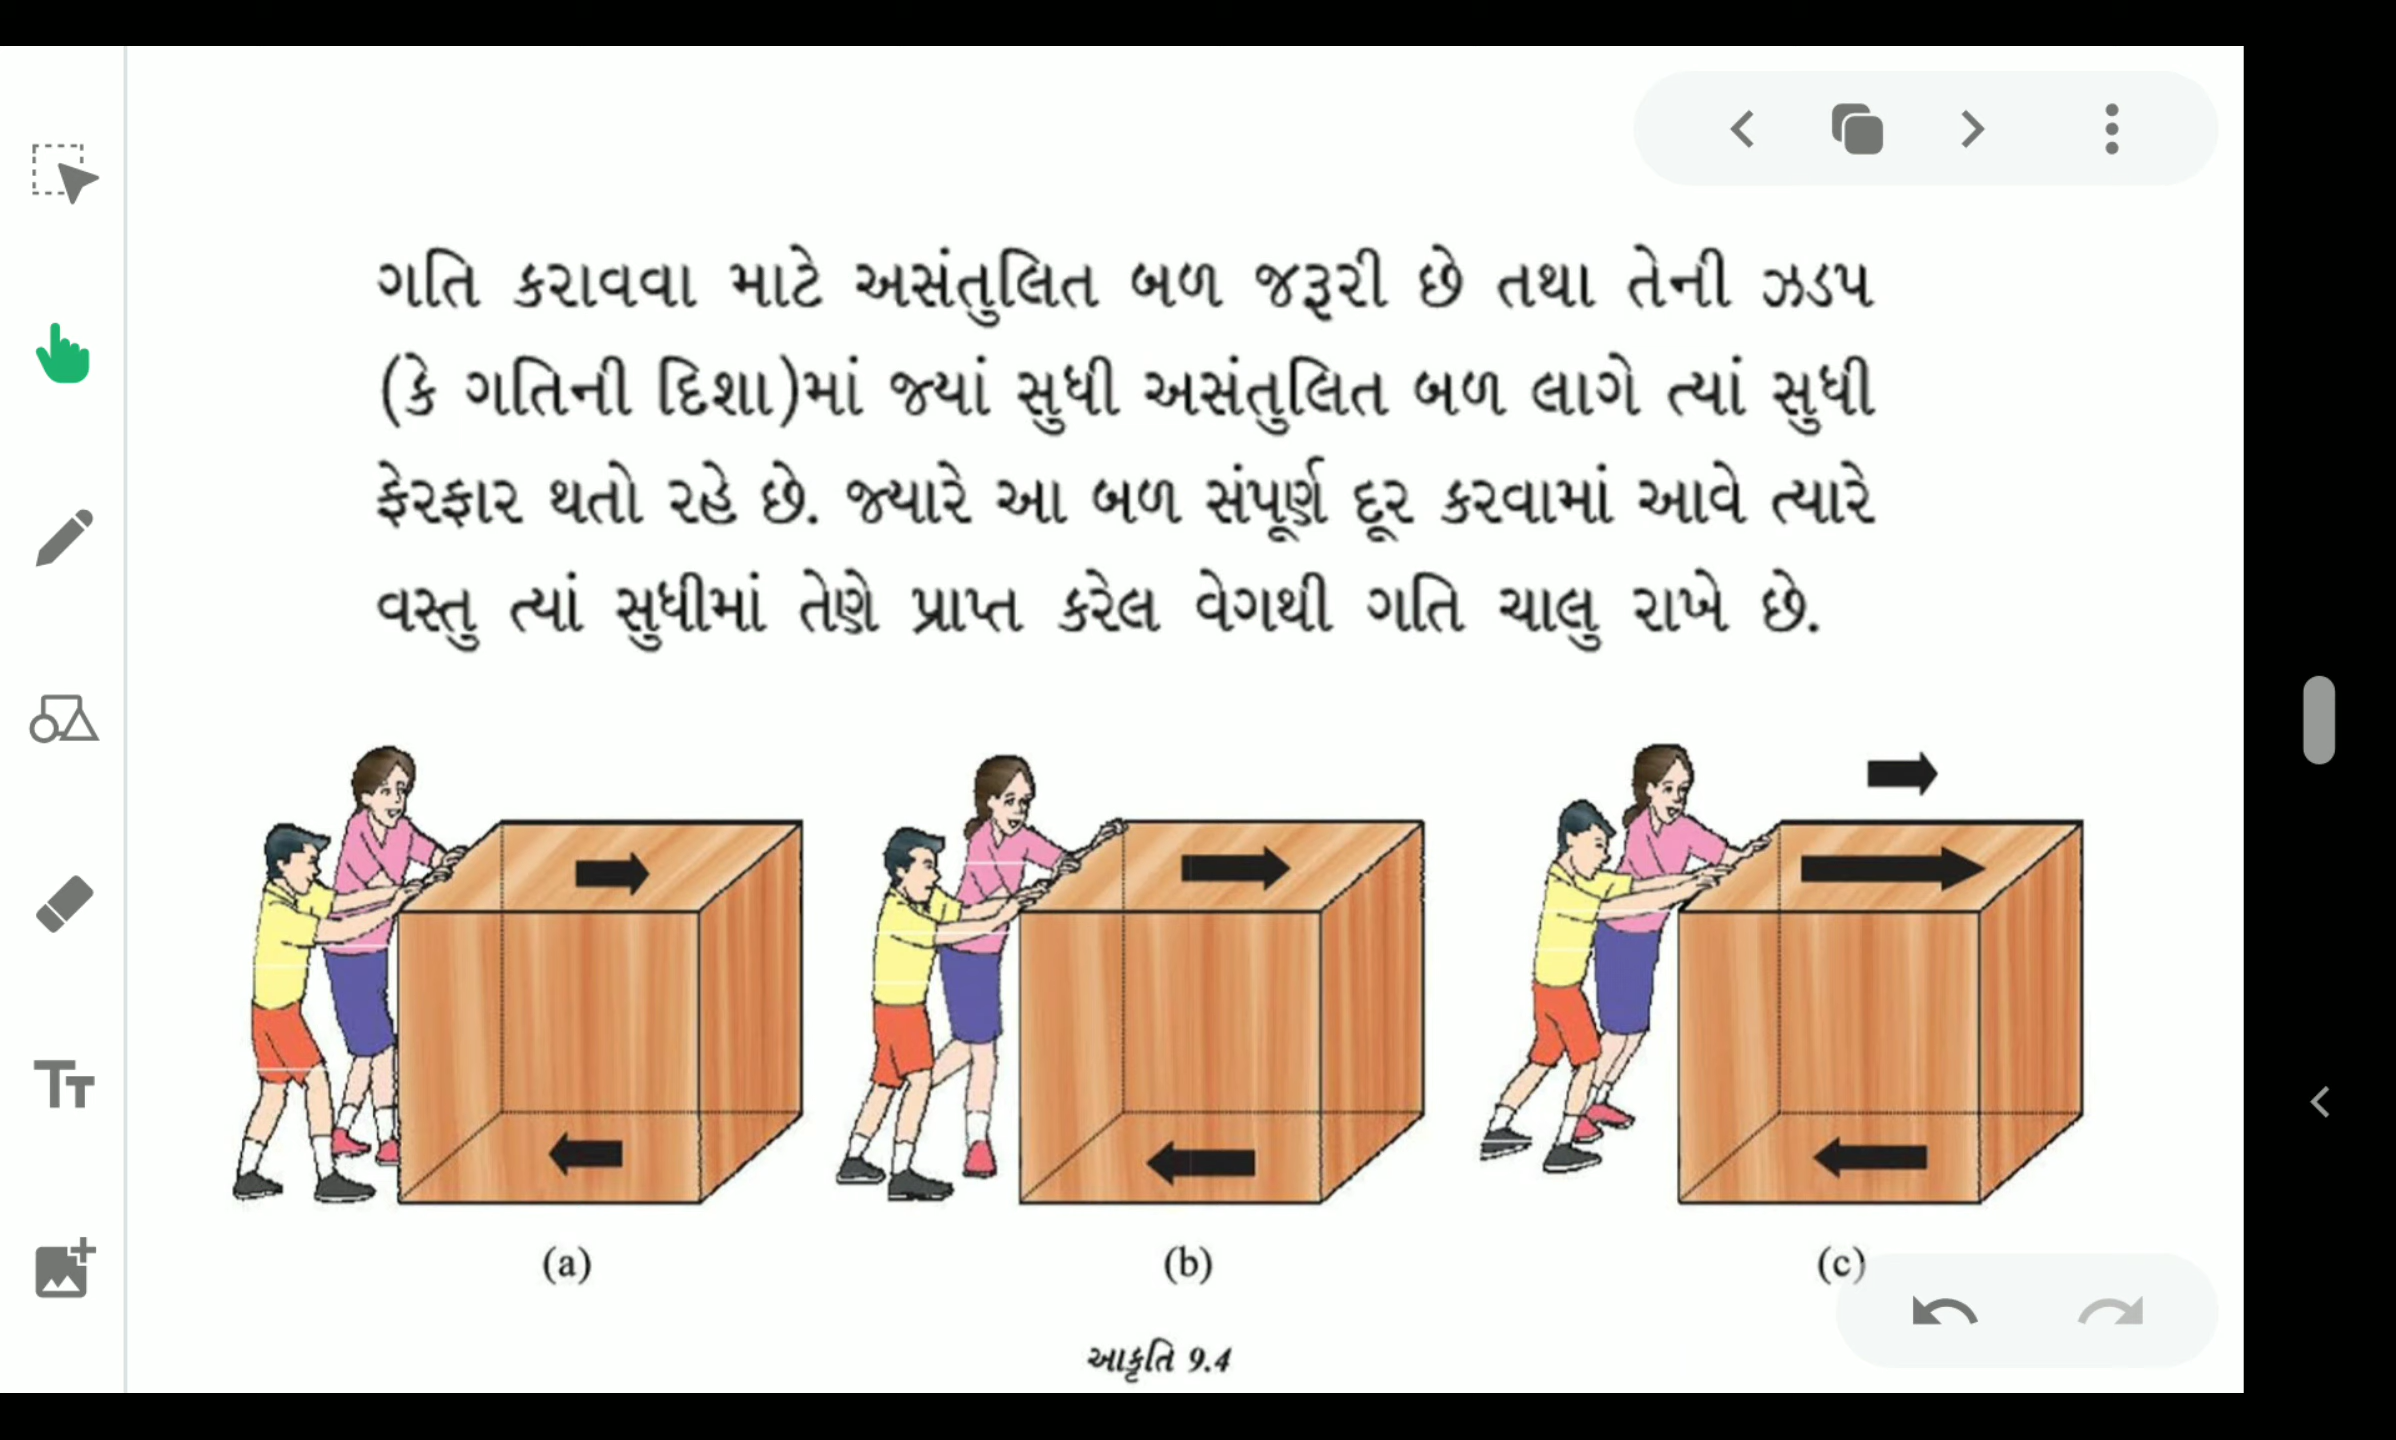 ગતિ કરાવવા માટે અસંતુલિત બળ જરૂરી છે તથા તેની ઝડપ
(કે ગતિની દિશા)માં જ્યાં સુધી અસંતુલિત બળ લાગે ત્યાં સુધી
ફેરફાર થતો રહે છે. જ્યારે આ બળ સંપૂર્ણ દૂર કરવામાં આવે ત્યારે
વસ્તુ ત્યાં સુધીમાં તેણે પ્રાપ્ત કરેલ વેગથી ગતિ ચાલુ રાખે છે.
(a) (b) (c)
આકૃતિ 9.4